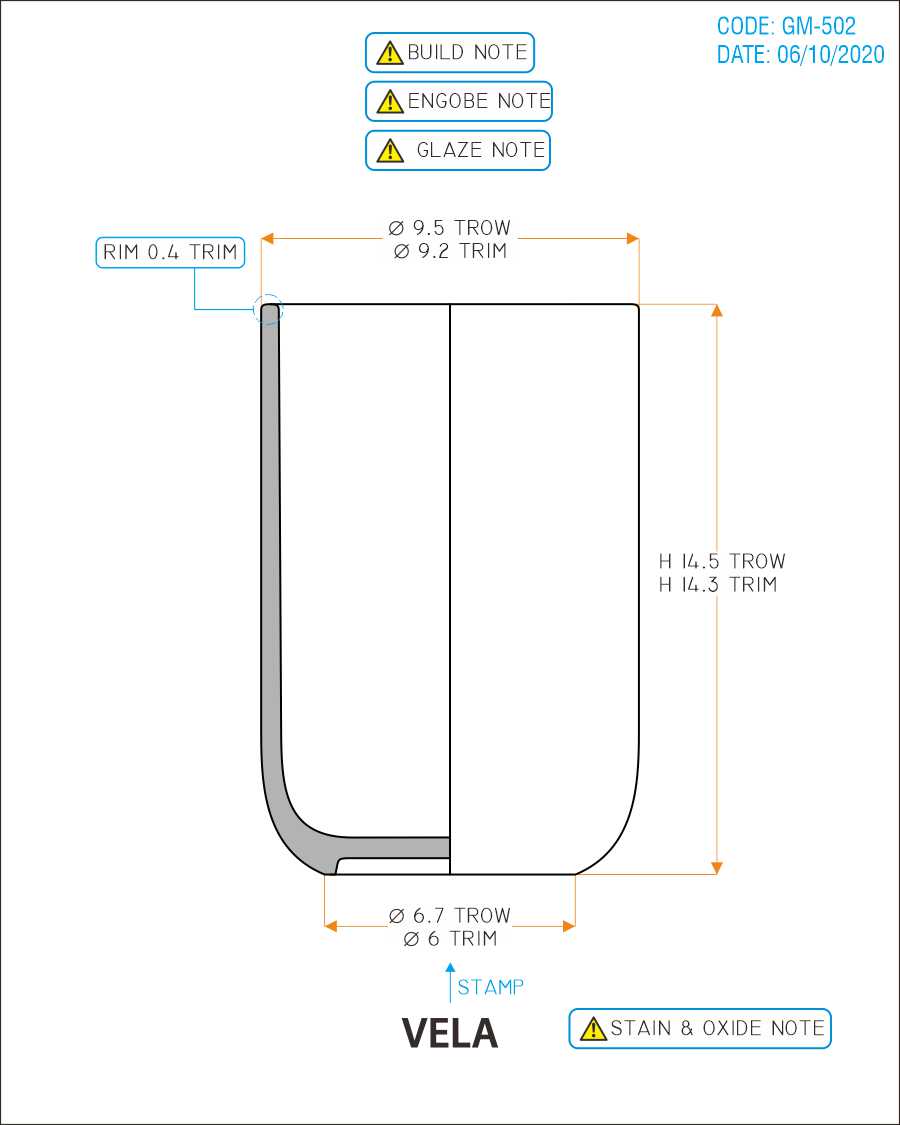 CODE: GM-502
DATE: 06/10/2020
BUILD NOTE
ENGOBE NOTE
GLAZE NOTE
Ø 9.5 TROW
Ø 9.2 TRIM
RIM 0.4 TRIM
H 14.5 TROW
H 14.3 TRIM
Ø 6.7 TROW
Ø 6 TRIM
STAMP
VELA
STAIN & OXIDE NOTE